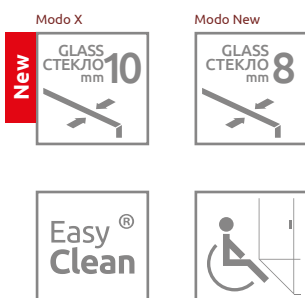 Modo X
Modo New
New
GLASS
СТЕКЛО
mm
10
GLASS
СТЕКЛО
mm
8
Easy ®
Clean